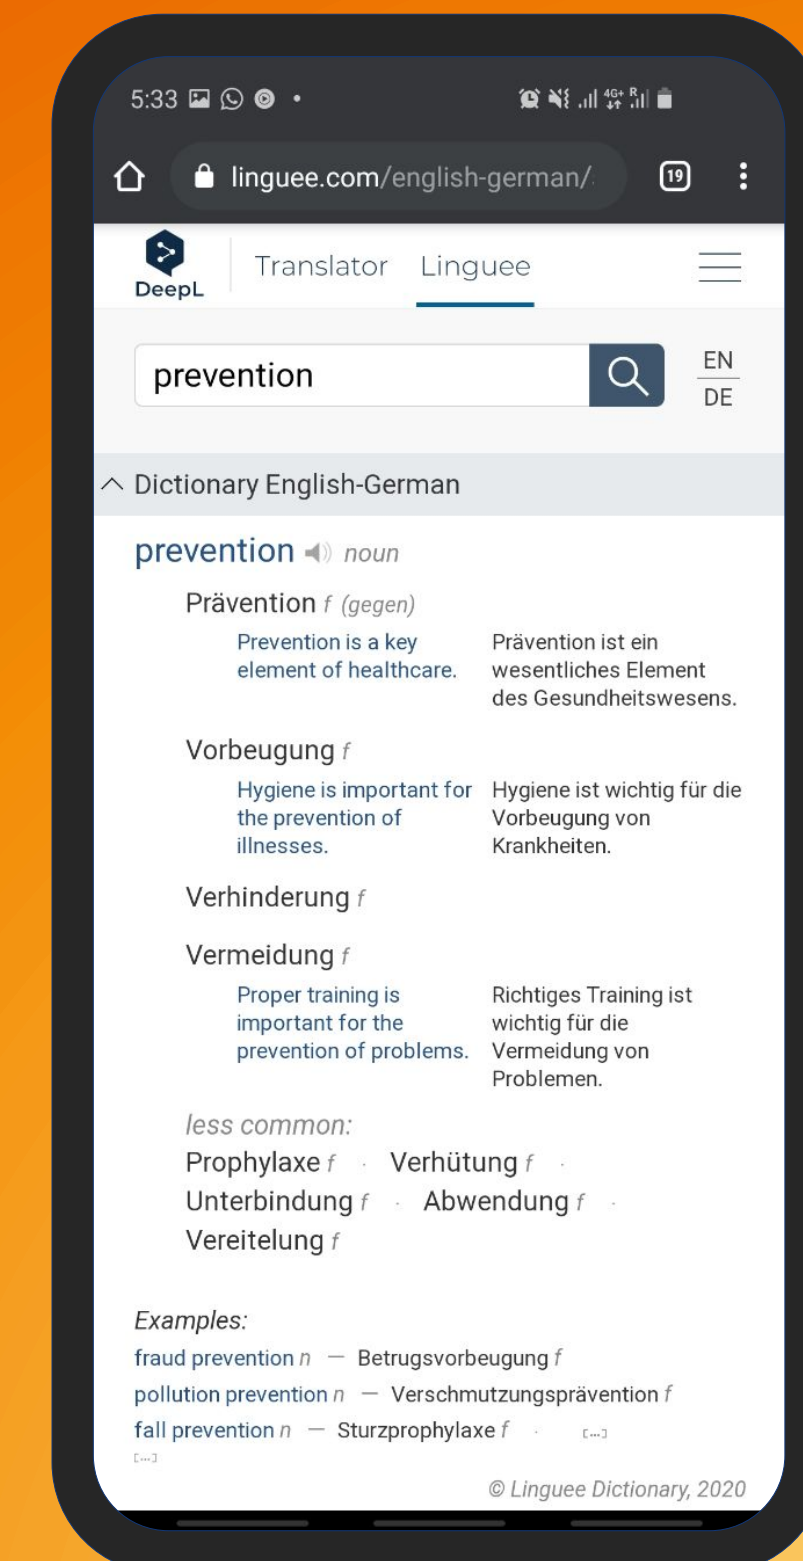 5:33
4G+ R
linguee.com/english-german/
19
DeepL
Translator Linguee
prevention
EN
DE
Dictionary English-German
prevention noun
Prävention f (gegen)
Prevention is a key
element of healthcare.
Prävention ist ein
wesentliches Element
des Gesundheitswesens.
Vorbeugung f
Hygiene is important for
the prevention of
illnesses.
Hygiene ist wichtig für die
Vorbeugung von
Krankheiten.
Verhinderung f
Vermeidung f
Proper training is
important for the
prevention of problems.
Richtiges Training ist
wichtig für die
Vermeidung von
Problemen.
less common:
Prophylaxe f · Verhütung f ·
Unterbindung f · Abwendung f ·
Vereitelung f
Examples:
fraud prevention n — Betrugsvorbeugung f
pollution prevention n — Verschmutzungsprävention f
fall prevention n — Sturzprophylaxe f · [...]
[...]
© Linguee Dictionary, 2020